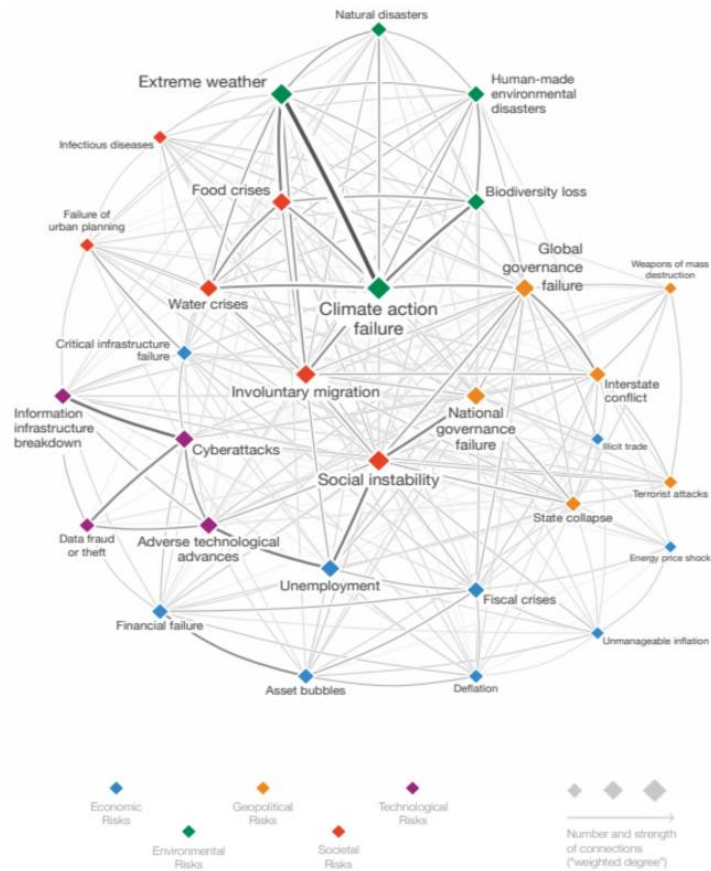 Natural disasters
Extreme weather
Human-made
environmental
disasters
Infectious diseases
Food crises
Biodiversity loss
Failure of
urban planning
Global
governance
failure
Weapons of mass
destruction
Water crises
Climate action
failure
Critical infrastructure
failure
Involuntary migration
Interstate
conflict
Information
infrastructure
breakdown
National
governance
failure
Cyberattacks
Illicit trade
Social instability
Terrorist attacks
State collapse
Data fraud
or theft
Adverse technological
advances
Energy price shock
Unemployment
Fiscal crises
Financial failure
Unmanageable inflation
Asset bubbles
Deflation
Economic
Risks
Geopolitical
Risks
Technological
Risks
Environmental
Risks
Societal
Risks
Number and strength
of connections
("weighted degree")